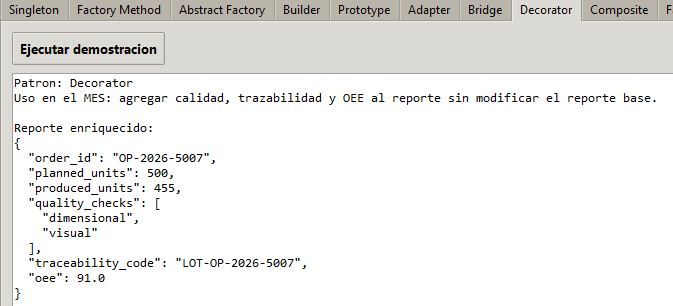 Singleton Factory Method Abstract Factory Builder Prototype Adapter Bridge Decorator Composite
Ejecutar demostracion
Patron: Decorator
Uso en el MES: agregar calidad, trazabilidad y OEE al reporte sin modificar el reporte base.
Reporte enriquecido:
{
  "order_id": "OP-2026-5007",
  "planned_units": 500,
  "produced_units": 455,
  "quality_checks": [
    "dimensional",
    "visual"
  ],
  "traceability_code": "LOT-OP-2026-5007",
  "oee": 91.0
}